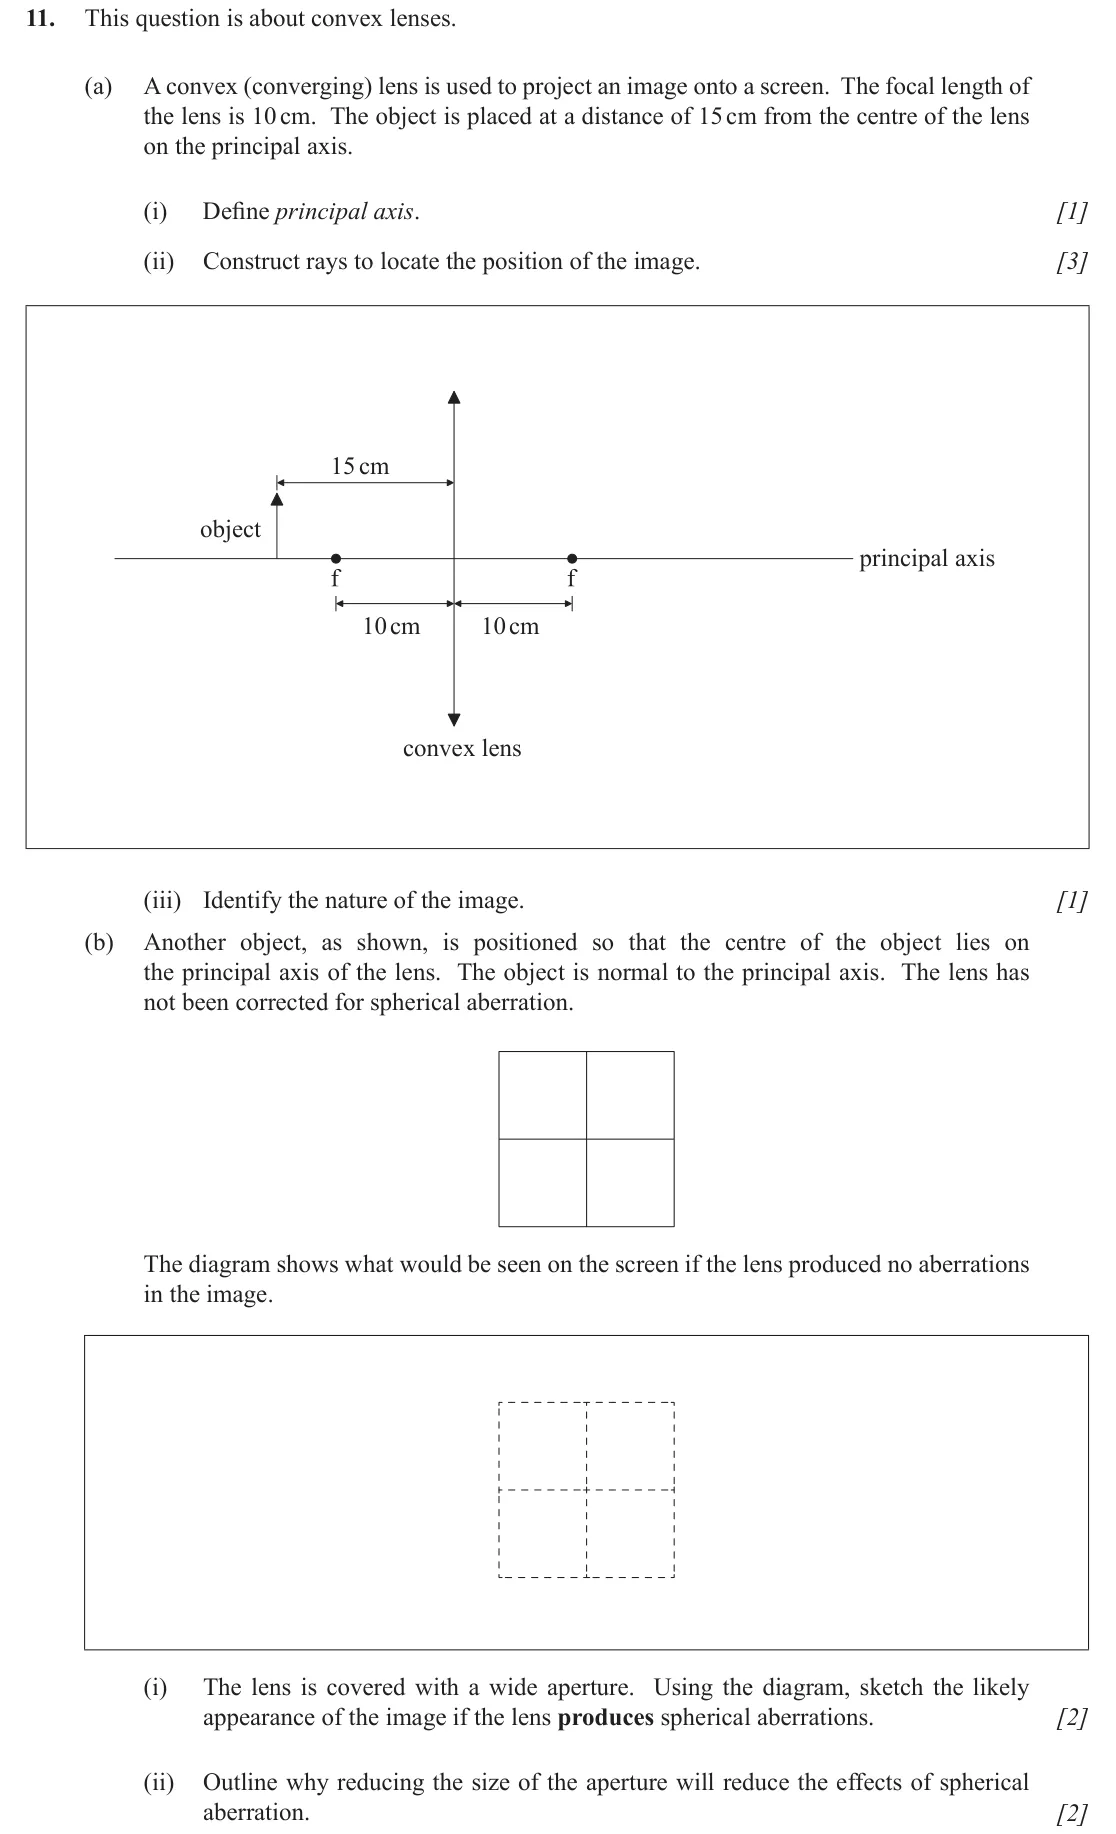 11. This question is about convex lenses.
(a) A convex (converging) lens is used to project an image onto a screen. The focal length of
the lens is 10 cm. The object is placed at a distance of 15 cm from the centre of the lens
on the principal axis.
(i) Define principal axis. [1]
(ii) Construct rays to locate the position of the image. [3]
15 cm
object
principal axis
f f
10 cm 10 cm
convex lens
(iii) Identify the nature of the image. [1]
(b) Another object, as shown, is positioned so that the centre of the object lies on
the principal axis of the lens. The object is normal to the principal axis. The lens has
not been corrected for spherical aberration.
The diagram shows what would be seen on the screen if the lens produced no aberrations
in the image.
(i) The lens is covered with a wide aperture. Using the diagram, sketch the likely
appearance of the image if the lens produces spherical aberrations. [2]
(ii) Outline why reducing the size of the aperture will reduce the effects of spherical
aberration. [2]